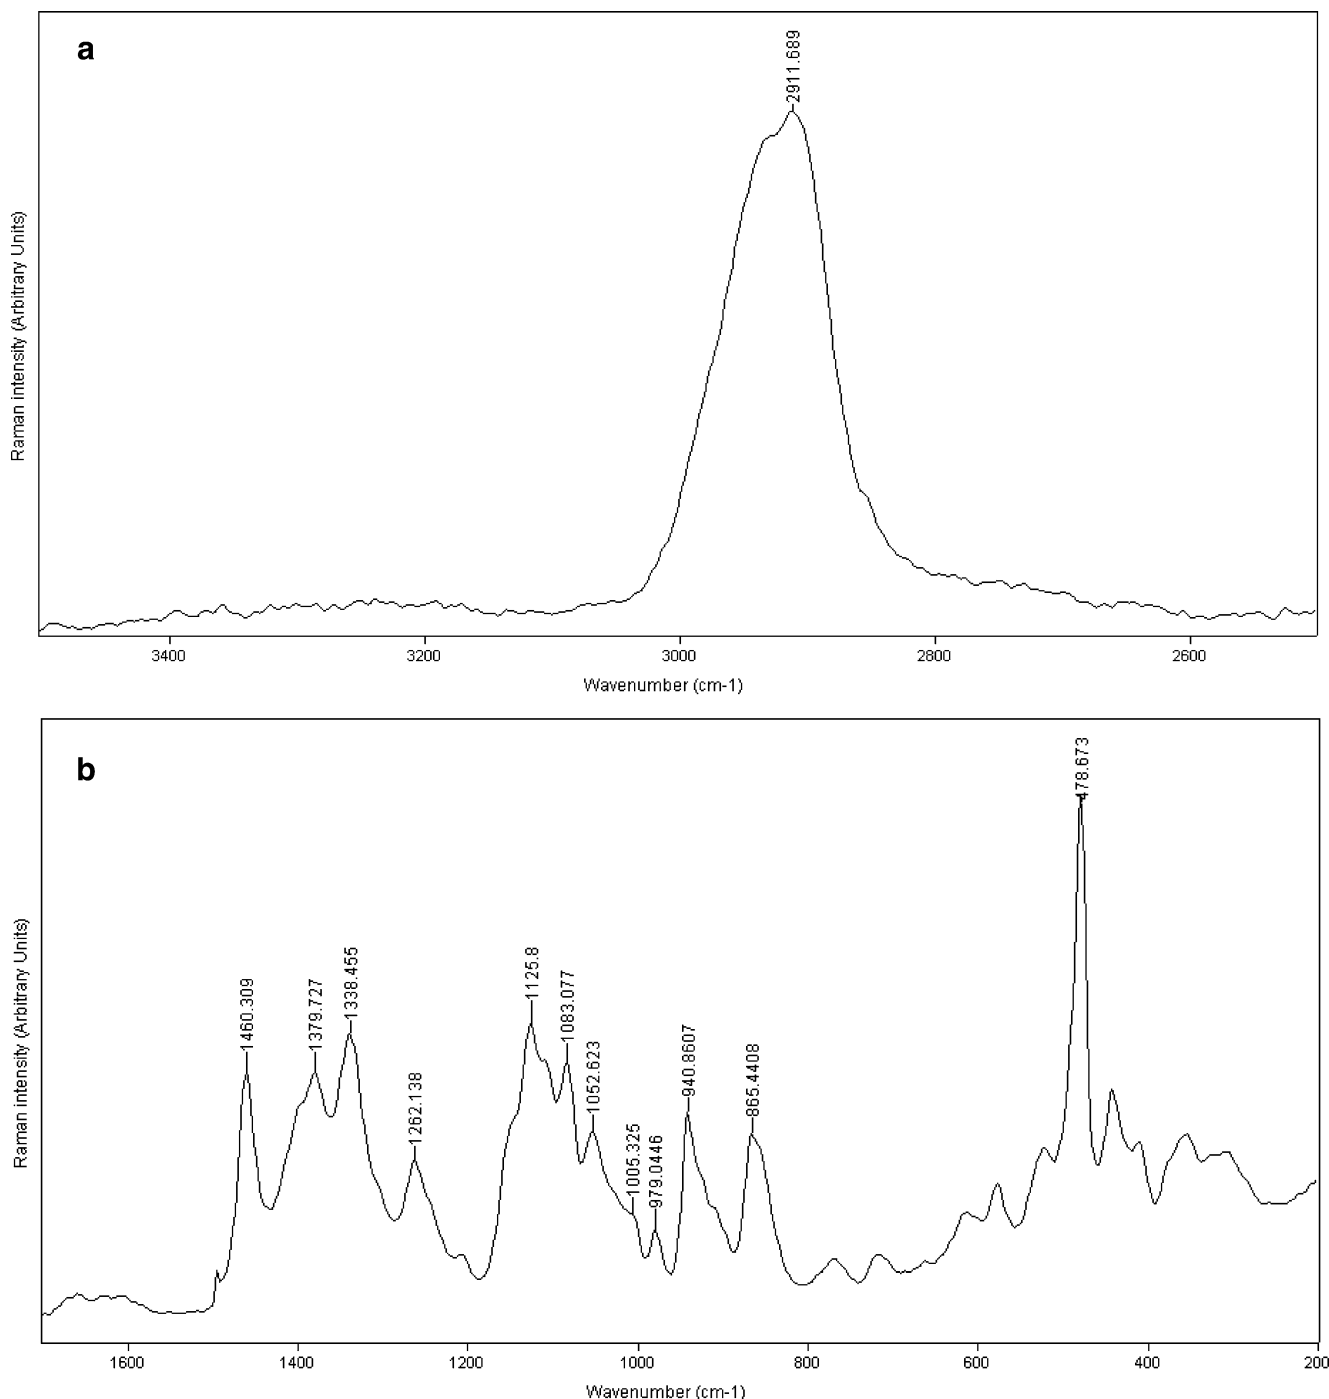 a
2911.689
Raman intensity (Arbitrary Units)
3400 3200 3000 2800 2600
Wavenumber (cm-1)
b
478.673
1460.309
1379.727
1338.455
1262.138
1125.8
1083.077
1052.623
1005.325
979.0446
940.8607
865.4408
Raman intensity (Arbitrary Units)
1600 1400 1200 1000 800 600 400 200
Wavenumber (cm-1)